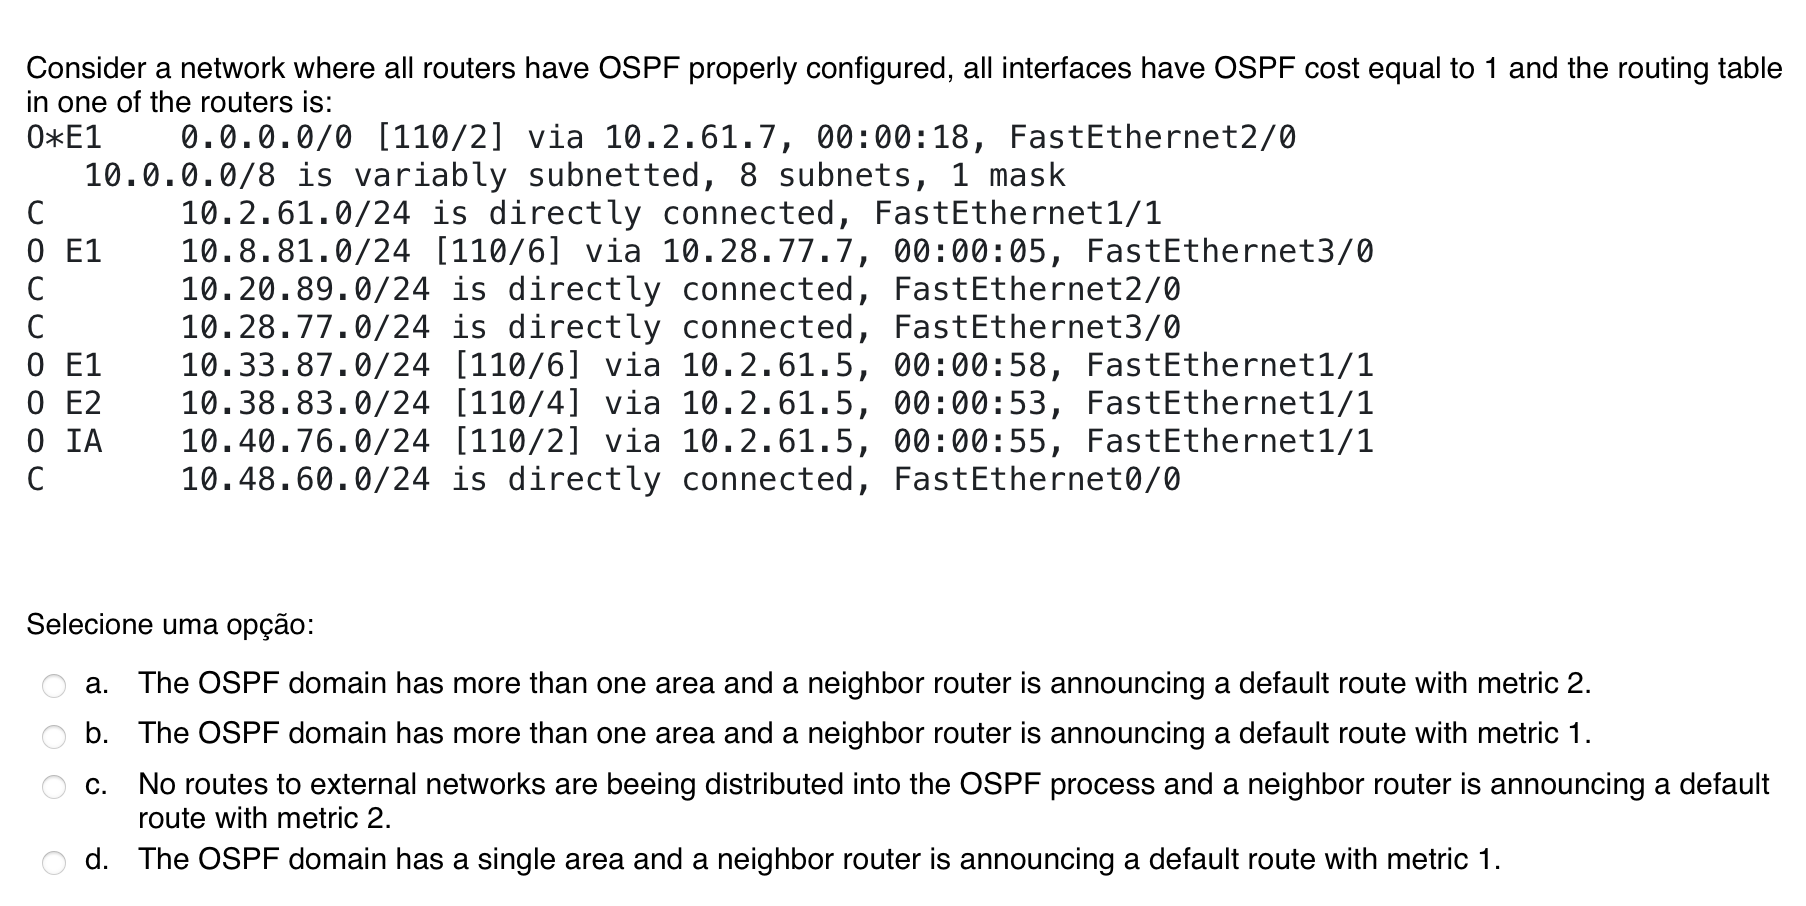 Consider a network where all routers have OSPF properly configured, all interfaces have OSPF cost equal to 1 and the routing table
in one of the routers is:
O*E1 0.0.0.0/0 [110/2] via 10.2.61.7, 00:00:18, FastEthernet2/0
10.0.0.0/8 is variably subnetted, 8 subnets, 1 mask
C 10.2.61.0/24 is directly connected, FastEthernet1/1
O E1 10.8.81.0/24 [110/6] via 10.28.77.7, 00:00:05, FastEthernet3/0
C 10.20.89.0/24 is directly connected, FastEthernet2/0
C 10.28.77.0/24 is directly connected, FastEthernet3/0
O E1 10.33.87.0/24 [110/6] via 10.2.61.5, 00:00:58, FastEthernet1/1
O E2 10.38.83.0/24 [110/4] via 10.2.61.5, 00:00:53, FastEthernet1/1
O IA 10.40.76.0/24 [110/2] via 10.2.61.5, 00:00:55, FastEthernet1/1
C 10.48.60.0/24 is directly connected, FastEthernet0/0
Selecione uma opção:
a. The OSPF domain has more than one area and a neighbor router is announcing a default route with metric 2.
b. The OSPF domain has more than one area and a neighbor router is announcing a default route with metric 1.
c. No routes to external networks are beeing distributed into the OSPF process and a neighbor router is announcing a default
route with metric 2.
d. The OSPF domain has a single area and a neighbor router is announcing a default route with metric 1.